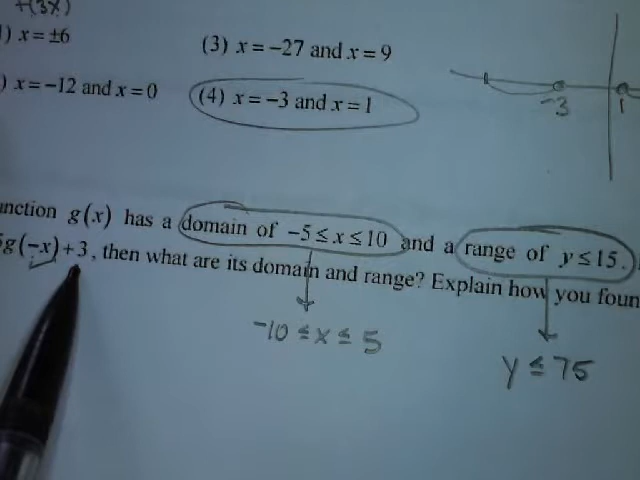 +(3x)
) x = ±6
(3) x = −27 and x = 9
) x = −12 and x = 0
(4) x = −3 and x = 1
-3
1
unction g(x) has a domain of −5 ≤ x ≤ 10 and a range of y ≤ 15.
5g(−x)+3, then what are its domain and range? Explain how you foun
-10 ≤ x ≤ 5
y ≤ 75